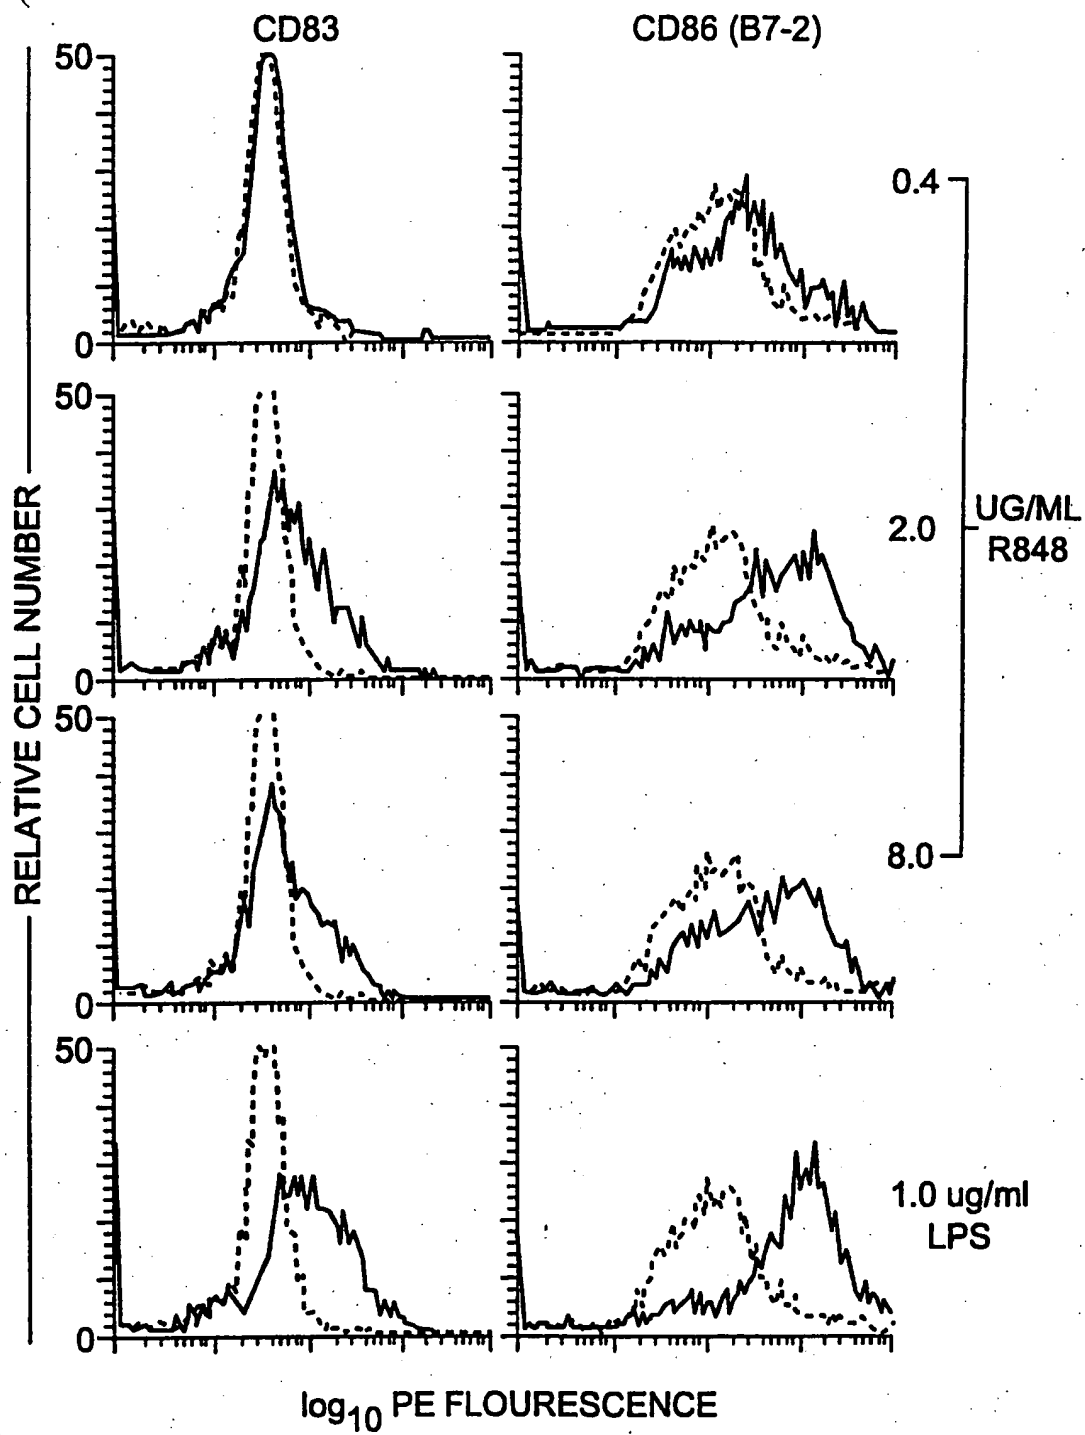 CD83
CD86 (B7-2)
50
0
0.4
50
0
2.0
UG/ML
R848
50
0
8.0
50
0
1.0 ug/ml
LPS
RELATIVE CELL NUMBER
log10 PE FLOURESCENCE